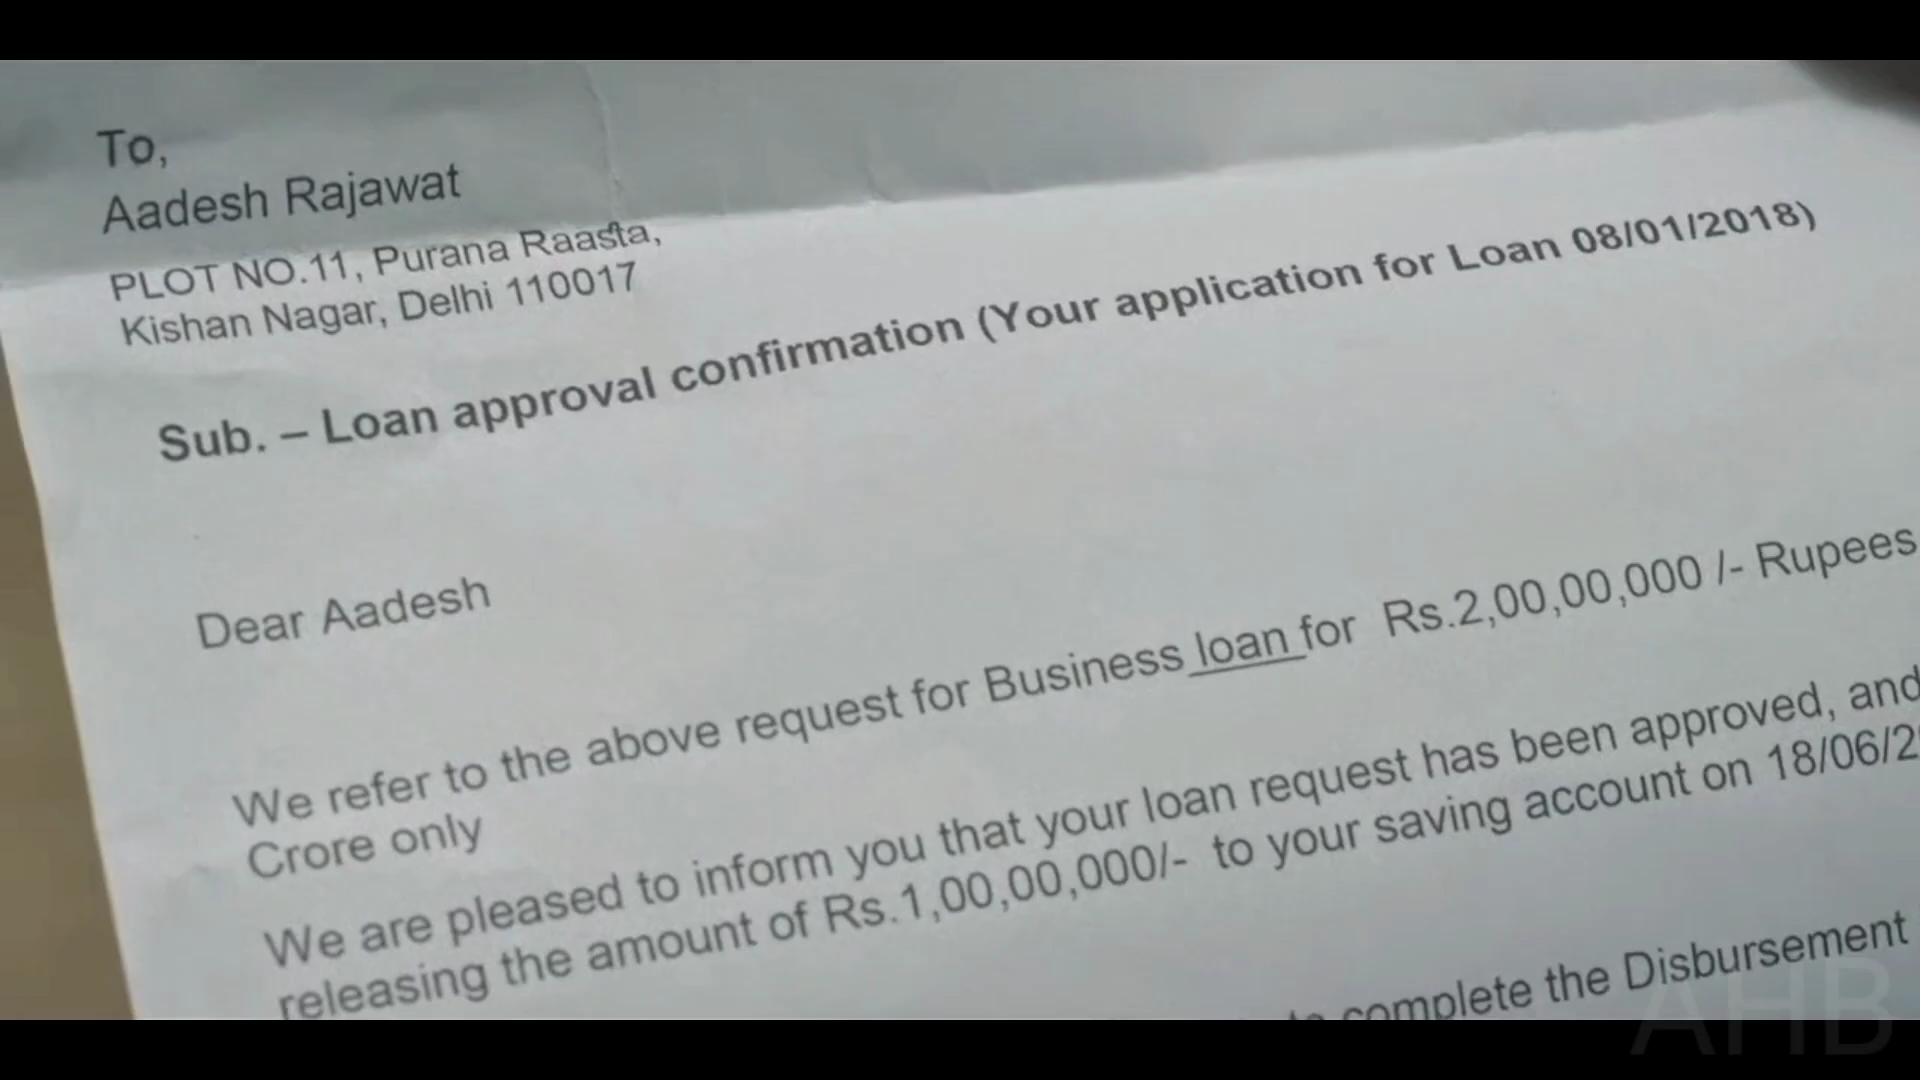 To,
Aadesh Rajawat
PLOT NO.11, Purana Raasta,
Kishan Nagar, Delhi 110017
Sub. – Loan approval confirmation (Your application for Loan 08/01/2018)
Dear Aadesh
We refer to the above request for Business loan for Rs.2,00,00,000 /- Rupees
Crore only
We are pleased to inform you that your loan request has been approved, and
releasing the amount of Rs.1,00,00,000/- to your saving account on 18/06/2
complete the Disbursement
AHB